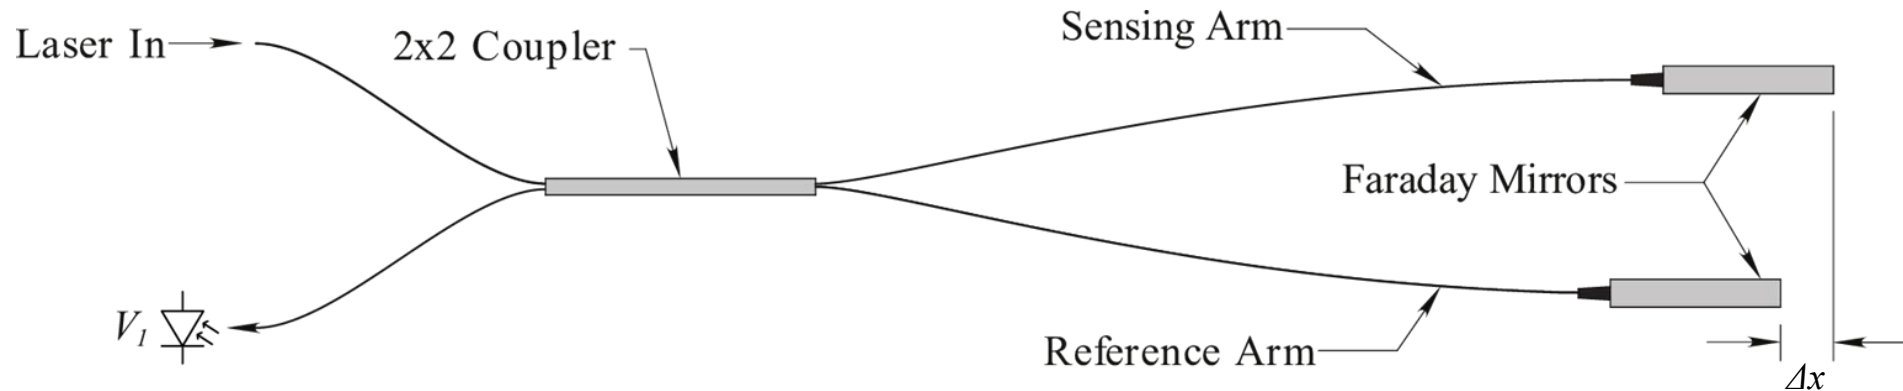 Laser In
2x2 Coupler
Sensing Arm
Faraday Mirrors
V1
Reference Arm
Δx